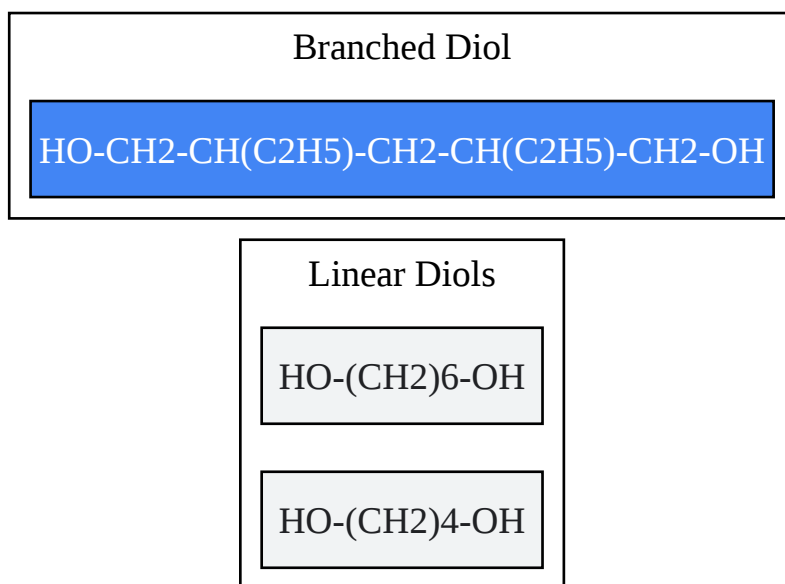 Branched Diol
HO-CH2-CH(C2H5)-CH2-CH(C2H5)-CH2-OH
Linear Diols
HO-(CH2)6-OH
HO-(CH2)4-OH